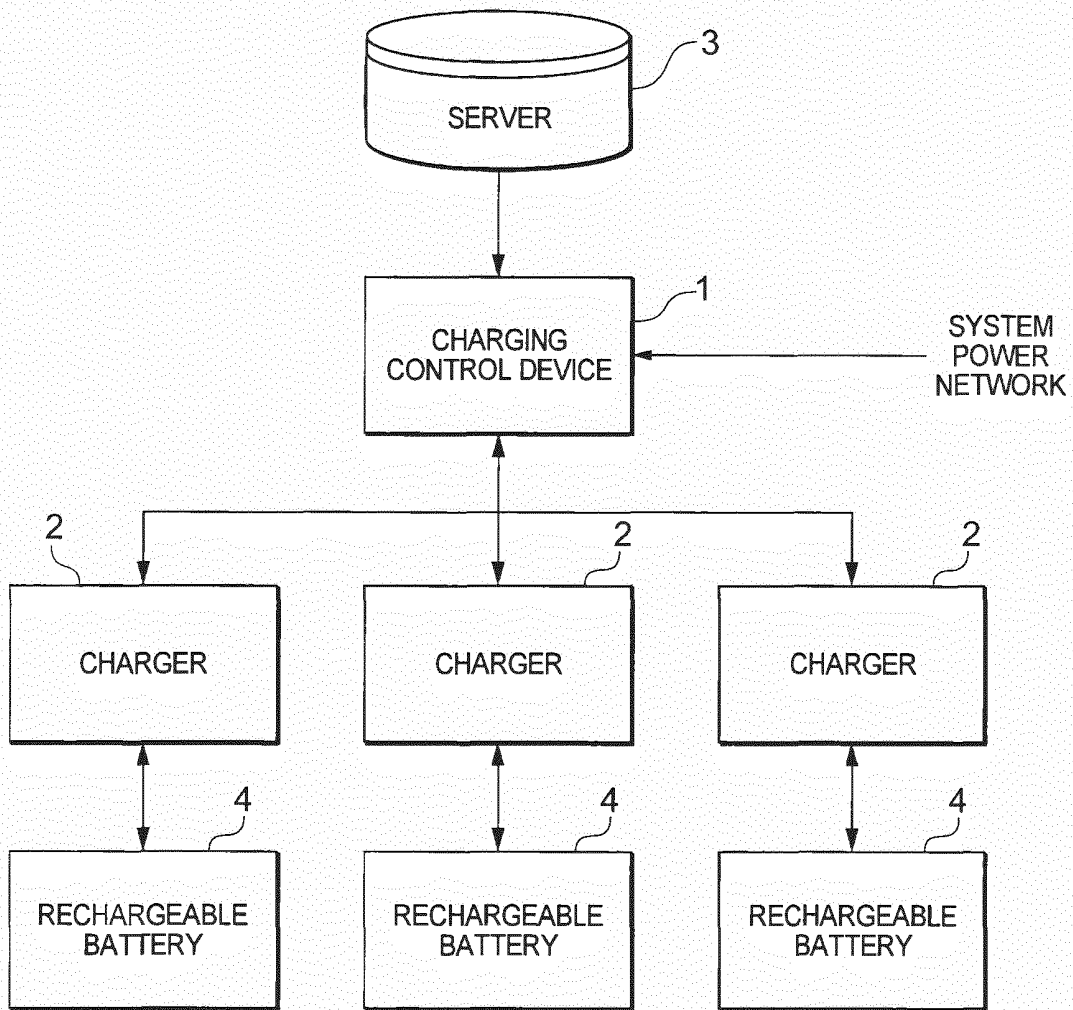 3
SERVER
1
CHARGING
CONTROL DEVICE
SYSTEM
POWER
NETWORK
2
2
2
CHARGER
CHARGER
CHARGER
4
4
4
RECHARGEABLE
BATTERY
RECHARGEABLE
BATTERY
RECHARGEABLE
BATTERY